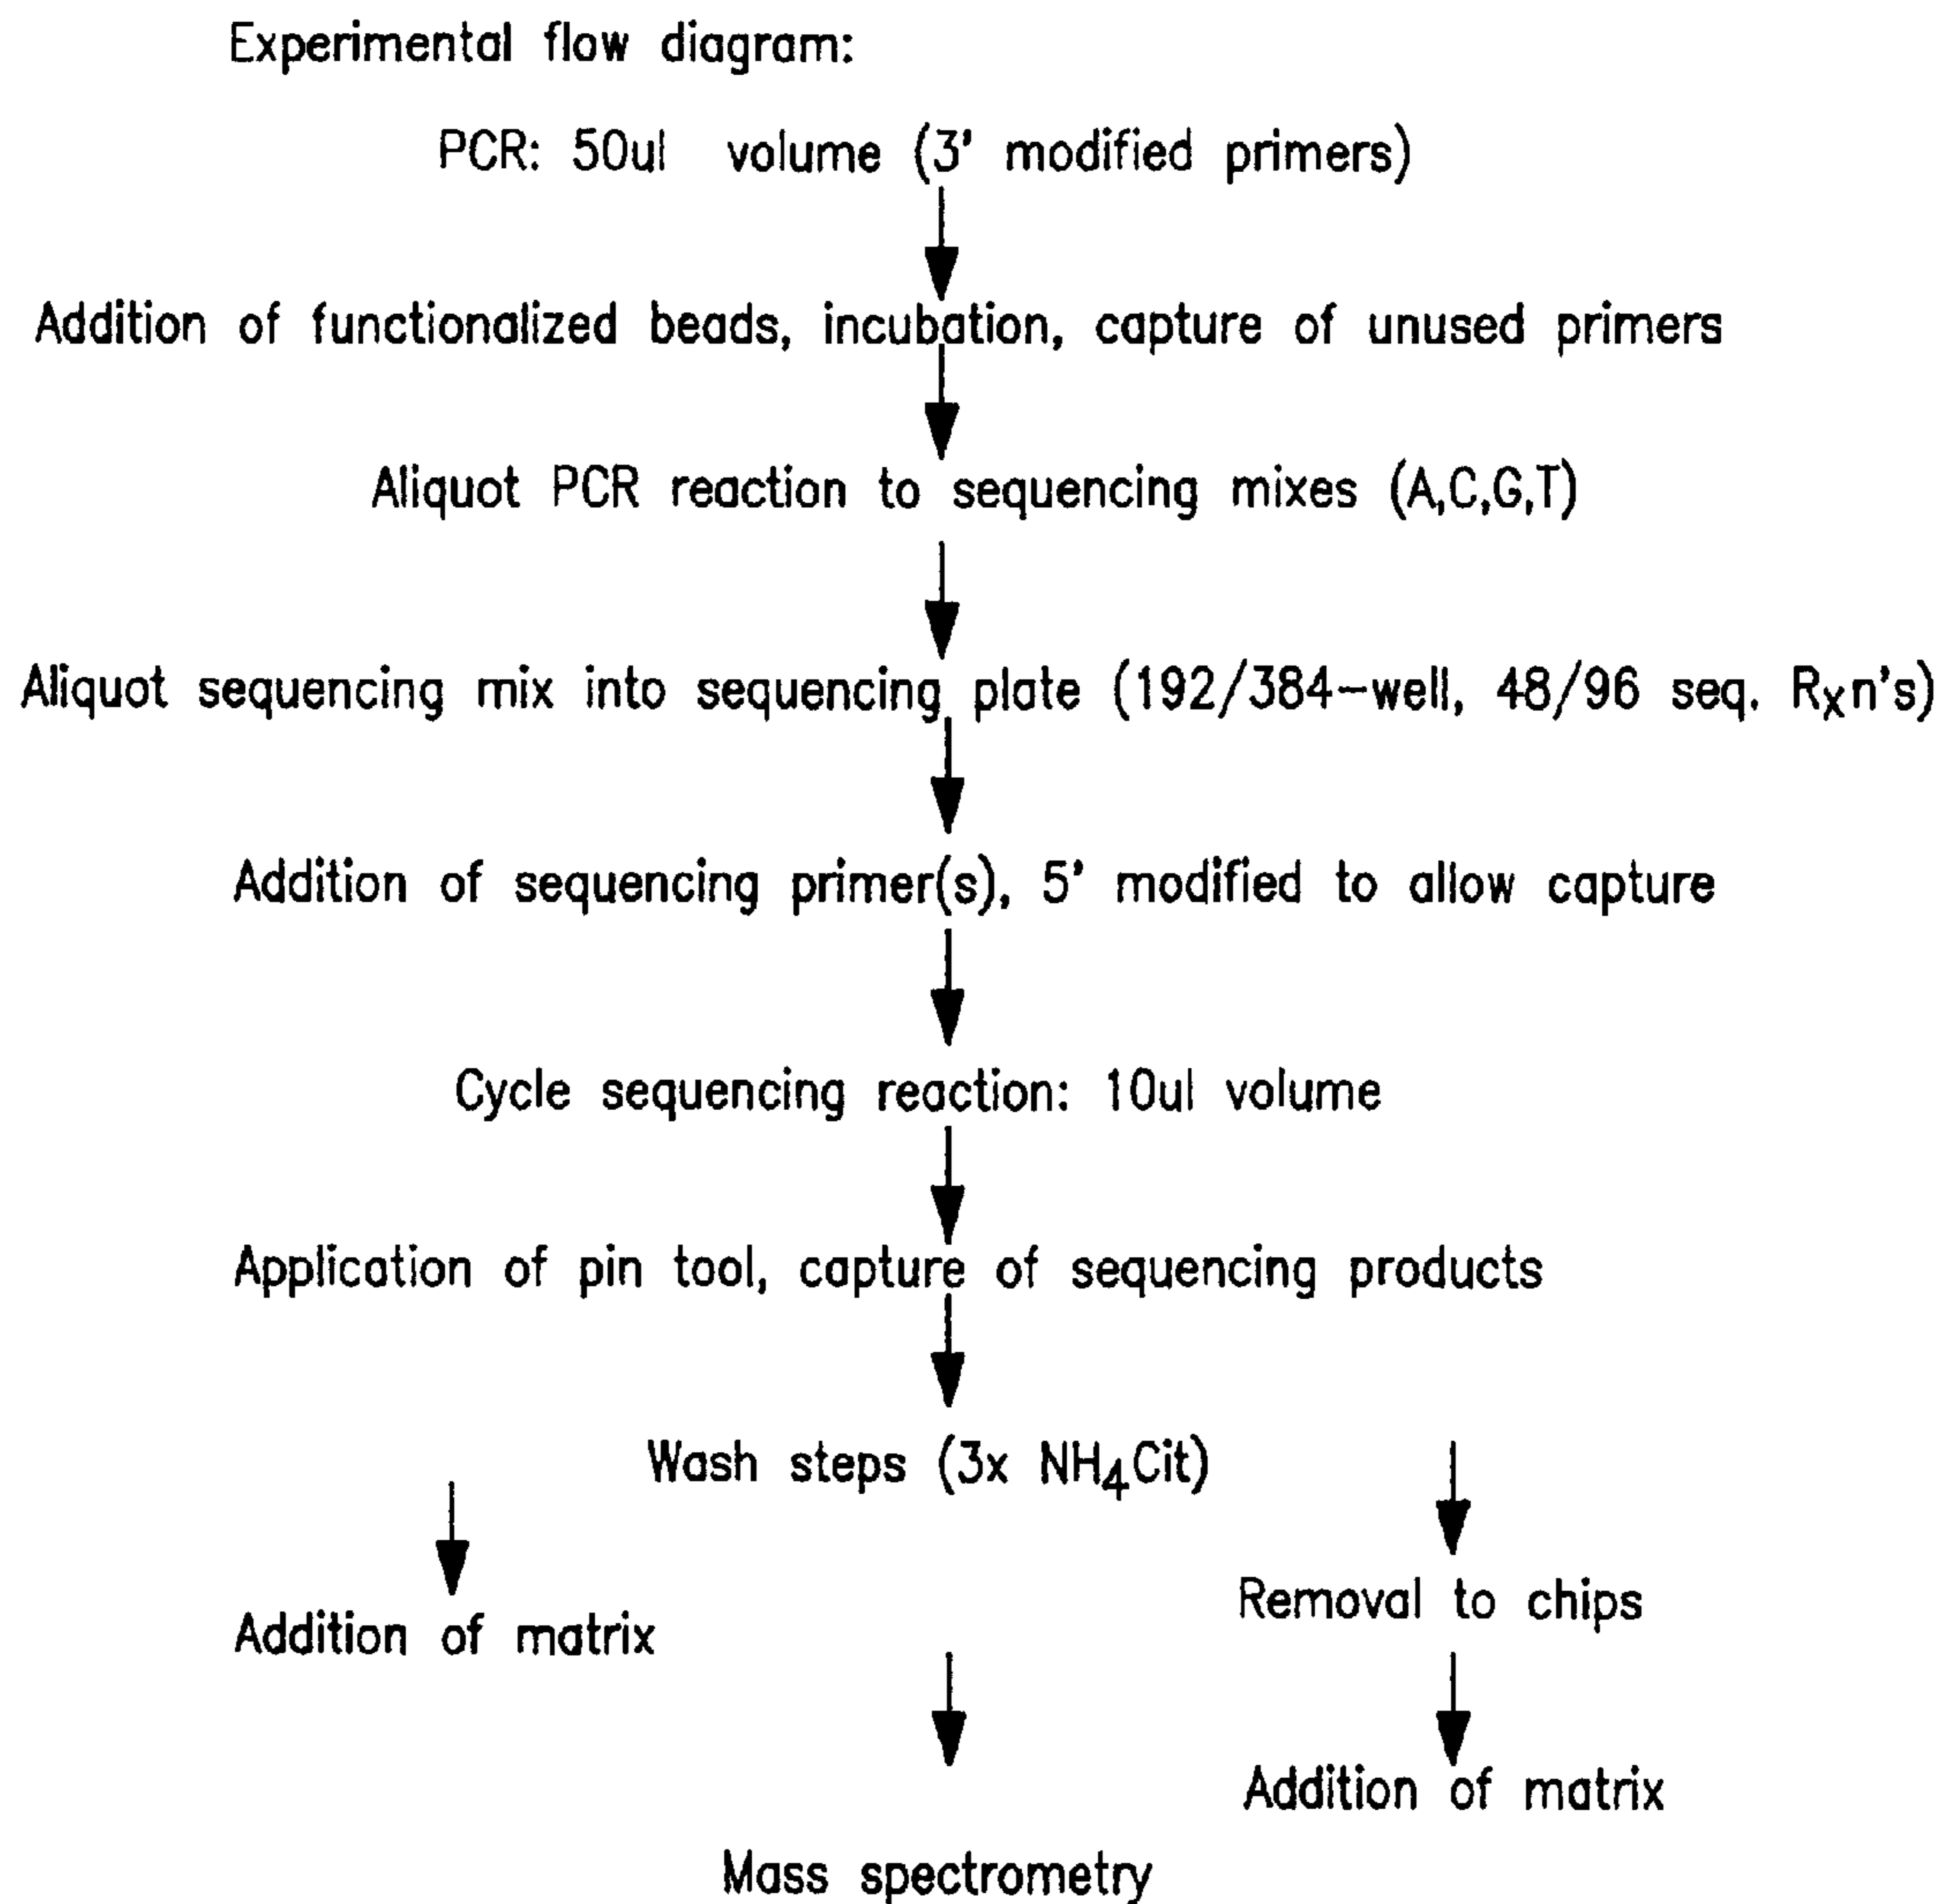 Experimental flow diagram:
PCR: 50ul volume (3' modified primers)
Addition of functionalized beads, incubation, capture of unused primers
Aliquot PCR reaction to sequencing mixes (A,C,G,T)
Aliquot sequencing mix into sequencing plate (192/384-well, 48/96 seq. Rxn's)
Addition of sequencing primer(s), 5' modified to allow capture
Cycle sequencing reaction: 10ul volume
Application of pin tool, capture of sequencing products
Wash steps (3x NH4Cit)
Removal to chips
Addition of matrix
Addition of matrix
Mass spectrometry